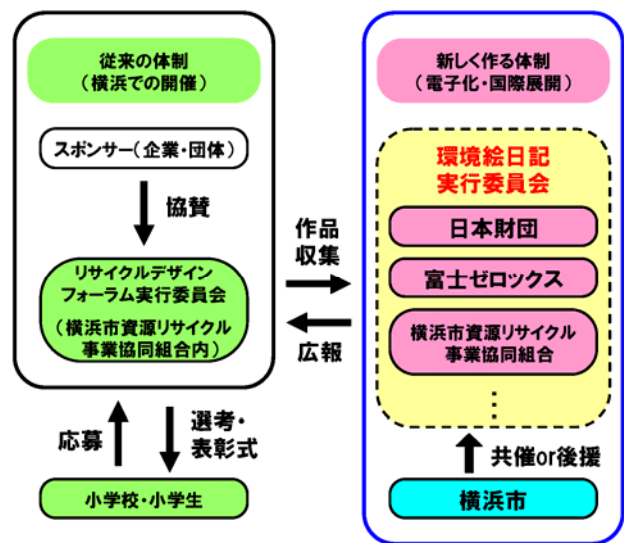 従来の体制
（横浜での開催）
スポンサー（企業・団体）
協賛
リサイクルデザイン
フォーラム実行委員会
（横浜市資源リサイクル
事業協同組合内）
応募
選考・
表彰式
小学校・小学生
作品
収集
広報
新しく作る体制
（電子化・国際展開）
環境絵日記
実行委員会
日本財団
富士ゼロックス
横浜市資源リサイクル
事業協同組合
⋮
共催or後援
横浜市